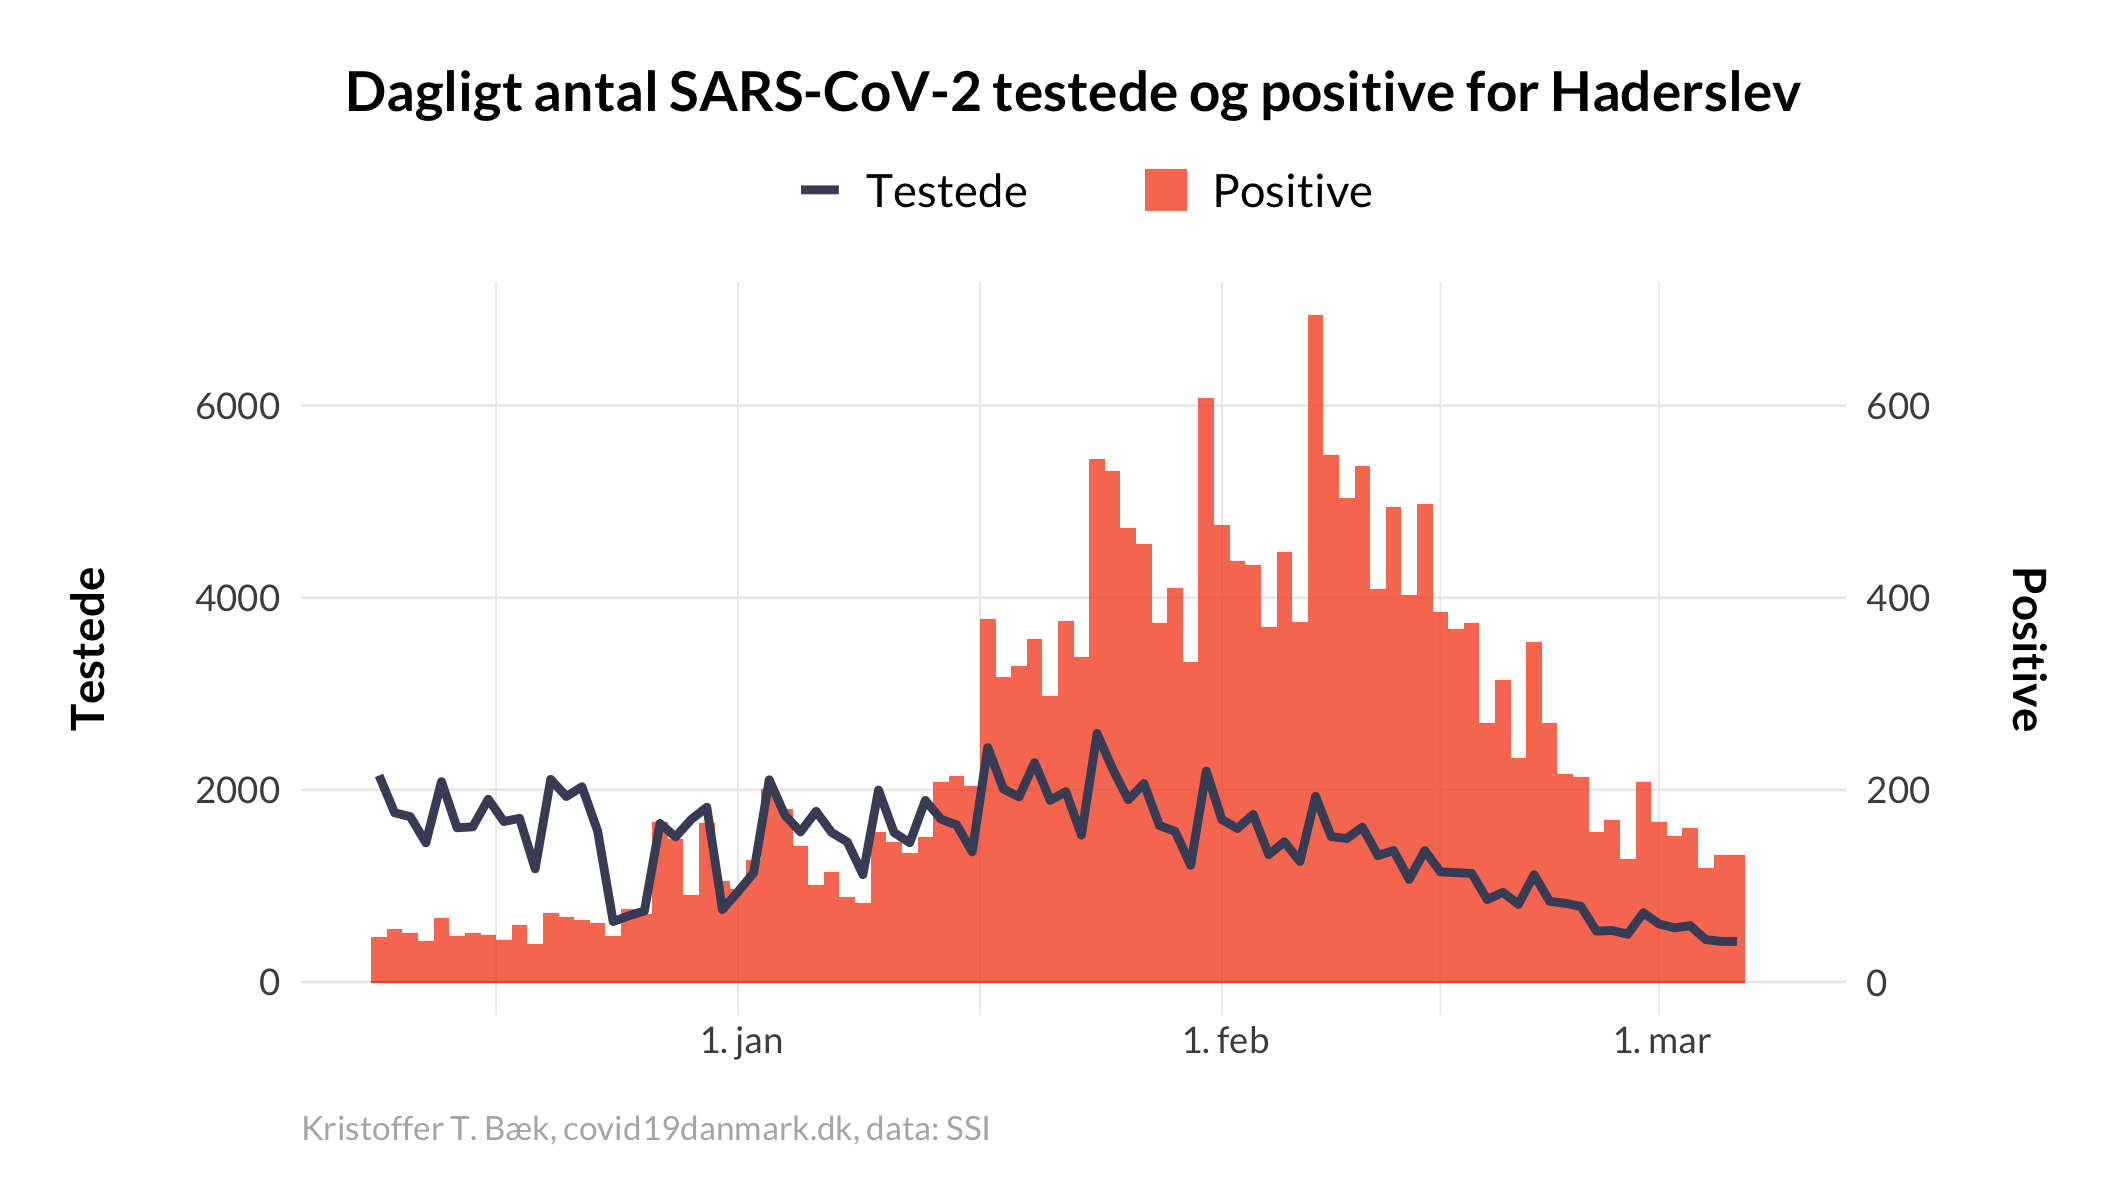 Dagligt antal SARS-CoV-2 testede og positive for Haderslev
Testede
Positive
6000
4000
2000
0
Testede
600
400
200
0
Positive
1. jan
1. feb
1. mar
Kristoffer T. Bæk, covid19danmark.dk, data: SSI